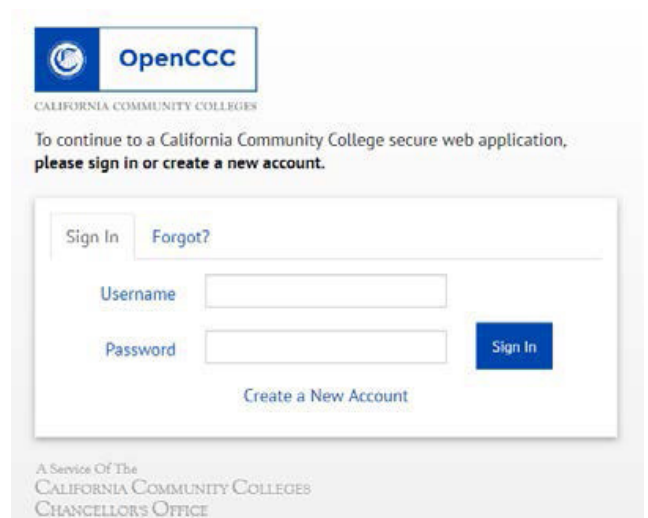 OpenCCC
CALIFORNIA COMMUNITY COLLEGES
To continue to a California Community College secure web application,
please sign in or create a new account.
Sign In Forgot?
Username
Password
Sign In
Create a New Account
A Service Of The
CALIFORNIA COMMUNITY COLLEGES
CHANCELLORS OFFICE